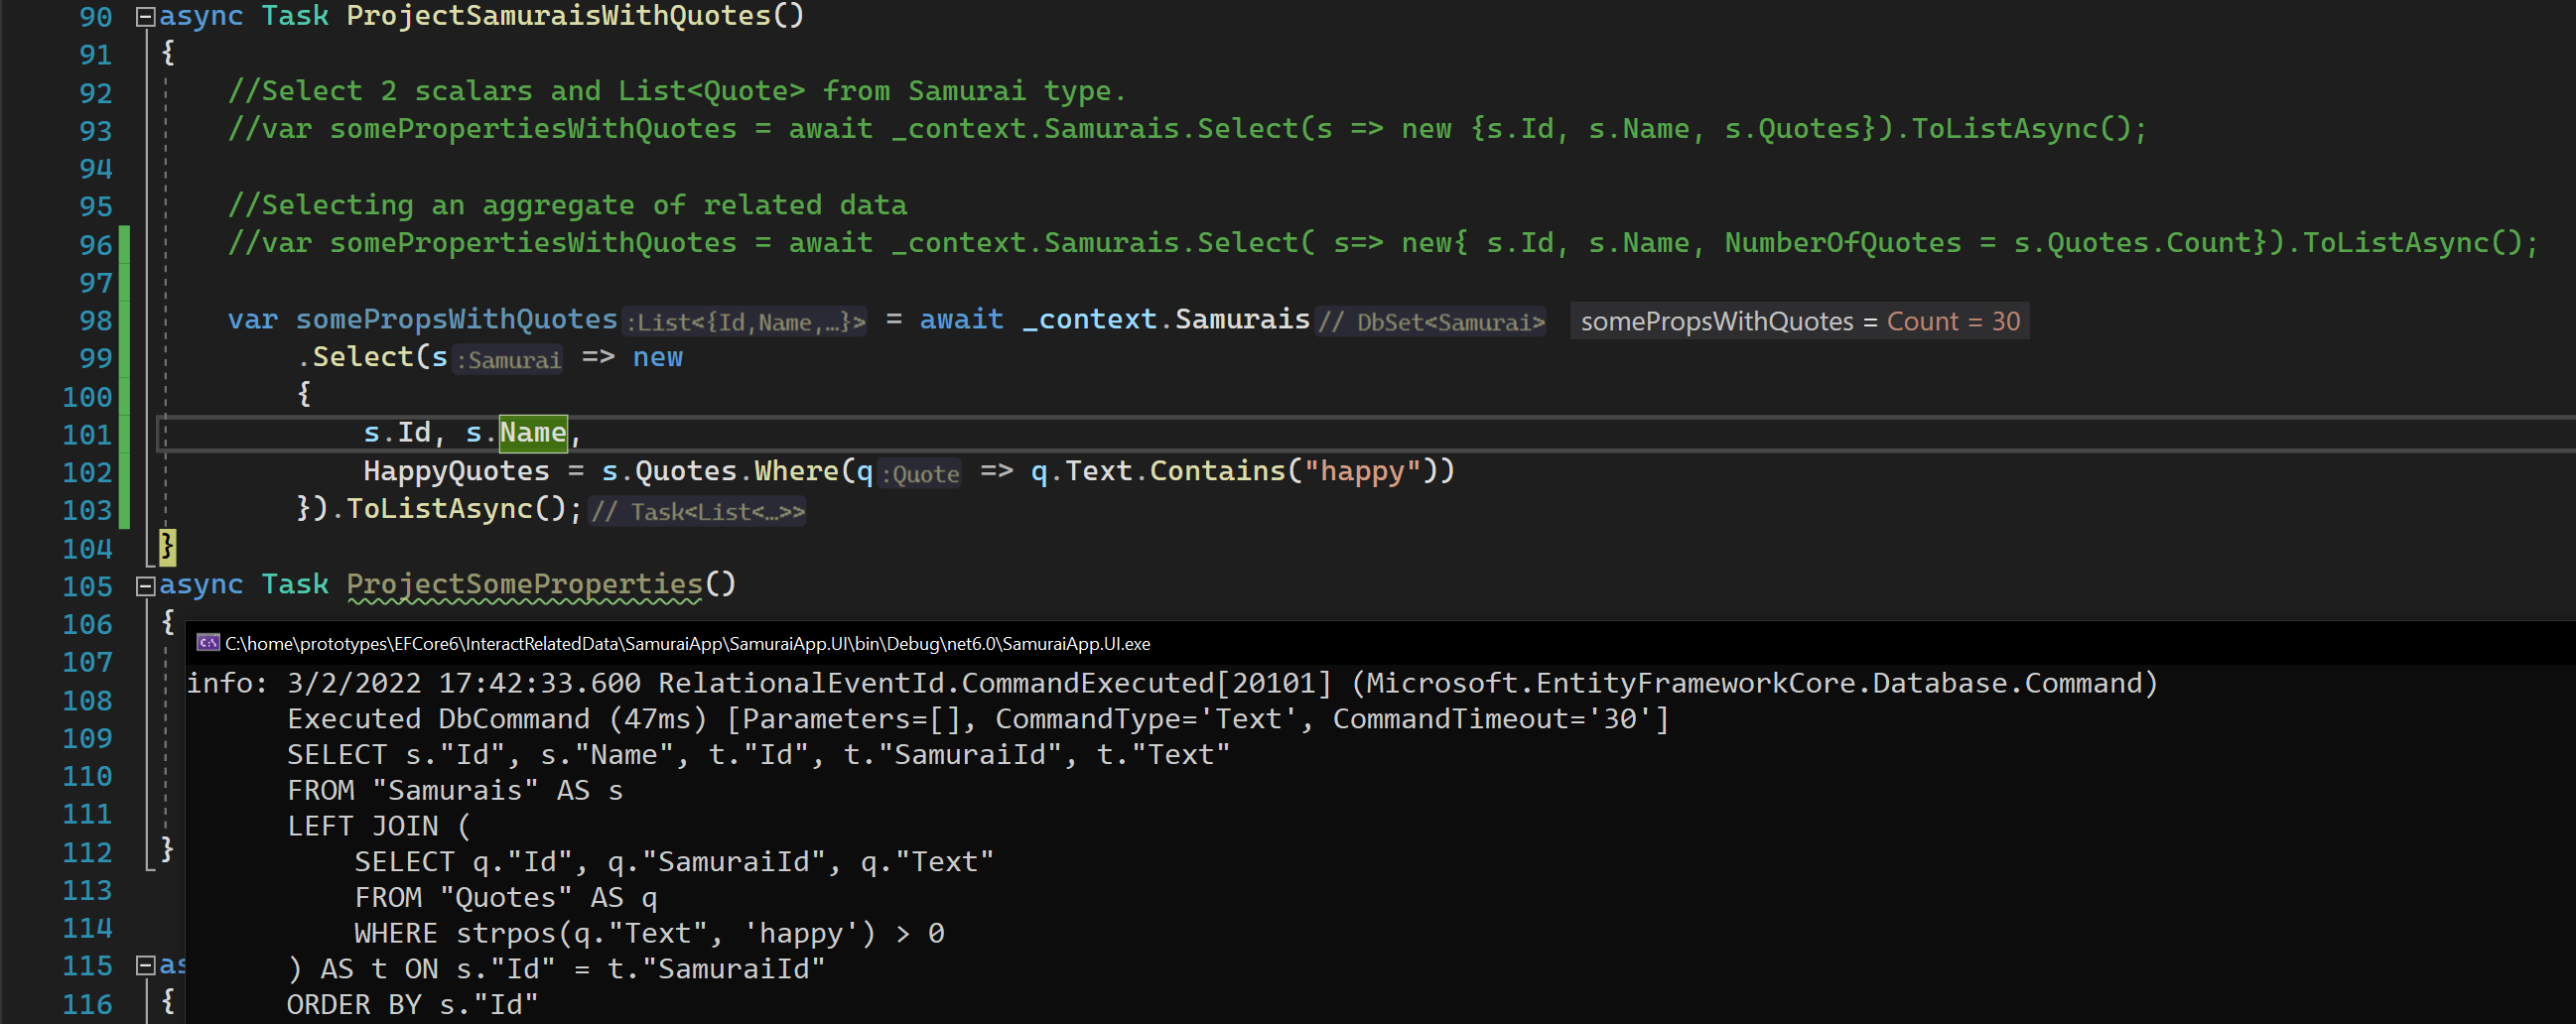 90 async Task ProjectSamuraisWithQuotes()
91 {
92 //Select 2 scalars and List<Quote> from Samurai type.
93 //var somePropertiesWithQuotes = await _context.Samurais.Select(s => new {s.Id, s.Name, s.Quotes}).ToListAsync();
94
95 //Selecting an aggregate of related data
96 //var somePropertiesWithQuotes = await _context.Samurais.Select( s=> new{ s.Id, s.Name, NumberOfQuotes = s.Quotes.Count}).ToListAsync();
97
98 var somePropsWithQuotes :List<{Id,Name,…}> = await _context.Samurais // DbSet<Samurai> somePropsWithQuotes = Count = 30
99 .Select(s :Samurai => new
100 {
101 s.Id, s.Name,
102 HappyQuotes = s.Quotes.Where(q :Quote => q.Text.Contains("happy"))
103 }).ToListAsync(); // Task<List<…>>
104 }
105 async Task ProjectSomeProperties()
106 {
107
108
109
110
111
112 }
113
114
115 as
116 {
C:\home\prototypes\EFCore6\InteractRelatedData\SamuraiApp\SamuraiApp.UI\bin\Debug\net6.0\SamuraiApp.UI.exe
info: 3/2/2022 17:42:33.600 RelationalEventId.CommandExecuted[20101] (Microsoft.EntityFrameworkCore.Database.Command)
Executed DbCommand (47ms) [Parameters=[], CommandType='Text', CommandTimeout='30']
SELECT s."Id", s."Name", t."Id", t."SamuraiId", t."Text"
FROM "Samurais" AS s
LEFT JOIN (
SELECT q."Id", q."SamuraiId", q."Text"
FROM "Quotes" AS q
WHERE strpos(q."Text", 'happy') > 0
) AS t ON s."Id" = t."SamuraiId"
ORDER BY s."Id"